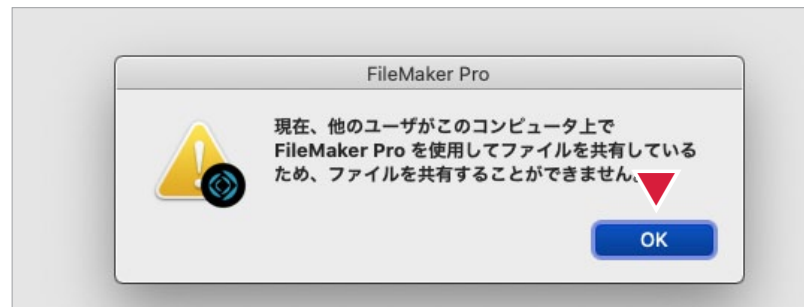 FileMaker Pro
現在、他のユーザがこのコンピュータ上で
FileMaker Pro を使用してファイルを共有している
ため、ファイルを共有することができません。
OK